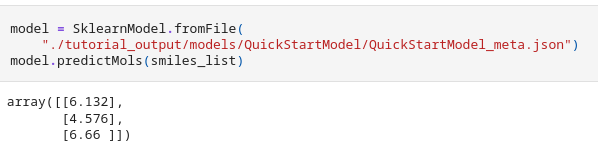 model = SklearnModel.fromFile(
    "./tutorial_output/models/QuickStartModel/QuickStartModel_meta.json")
model.predictMols(smiles_list)
array([[6.132],
       [4.576],
       [6.66 ]])